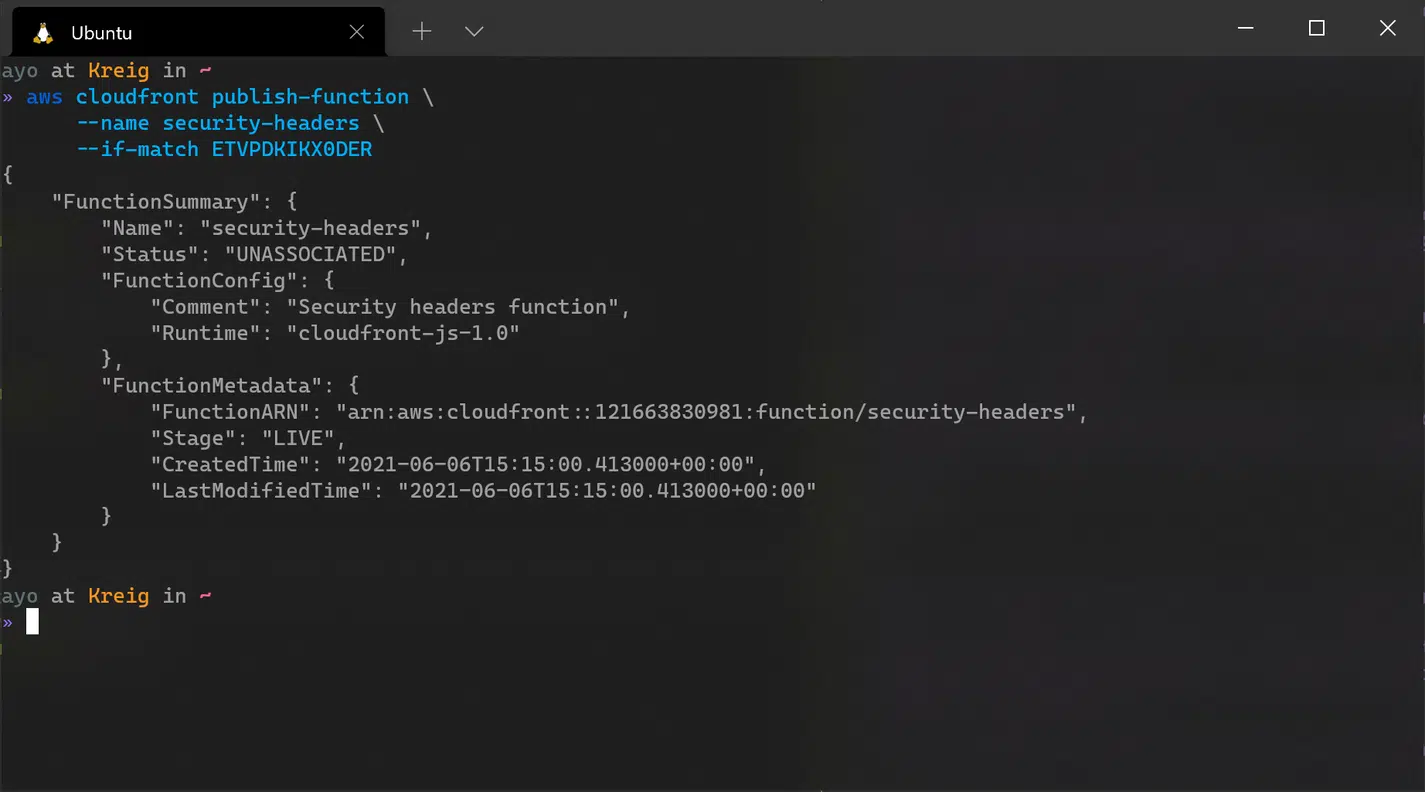 Ubuntu
ayo at Kreig in ~
» aws cloudfront publish-function \
      --name security-headers \
      --if-match ETVPDKIKX0DER
{
    "FunctionSummary": {
        "Name": "security-headers",
        "Status": "UNASSOCIATED",
        "FunctionConfig": {
            "Comment": "Security headers function",
            "Runtime": "cloudfront-js-1.0"
        },
        "FunctionMetadata": {
            "FunctionARN": "arn:aws:cloudfront::121663830981:function/security-headers",
            "Stage": "LIVE",
            "CreatedTime": "2021-06-06T15:15:00.413000+00:00",
            "LastModifiedTime": "2021-06-06T15:15:00.413000+00:00"
        }
    }
}
ayo at Kreig in ~
»